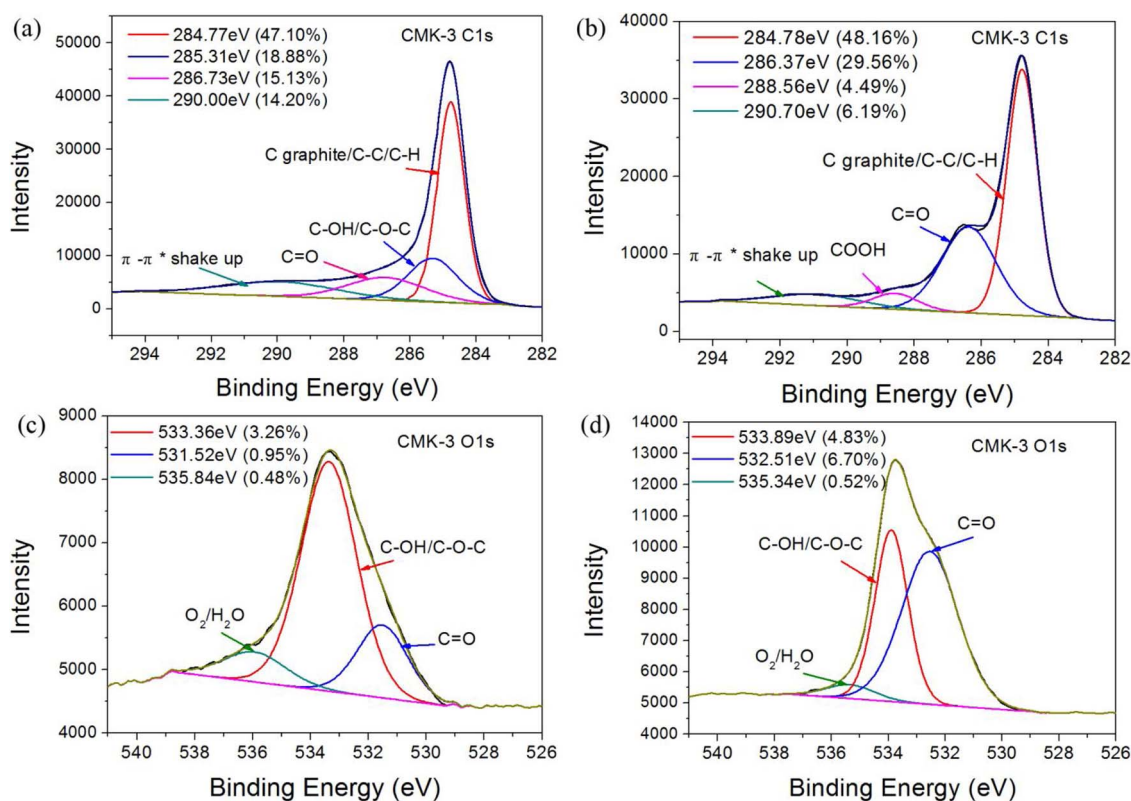 (a)
CMK-3 C1s
284.77eV (47.10%)
285.31eV (18.88%)
286.73eV (15.13%)
290.00eV (14.20%)
C graphite/C-C/C-H
C-OH/C-O-C
C=O
π -π * shake up
50000
40000
30000
20000
10000
0
Intensity
294 292 290 288 286 284 282
Binding Energy (eV)
(b)
CMK-3 C1s
284.78eV (48.16%)
286.37eV (29.56%)
288.56eV (4.49%)
290.70eV (6.19%)
C graphite/C-C/C-H
C=O
COOH
π -π * shake up
40000
30000
20000
10000
0
Intensity
294 292 290 288 286 284 282
Binding Energy (eV)
(c)
CMK-3 O1s
533.36eV (3.26%)
531.52eV (0.95%)
535.84eV (0.48%)
C-OH/C-O-C
O₂/H₂O
C=O
9000
8000
7000
6000
5000
4000
Intensity
540 538 536 534 532 530 528 526
Binding Energy (eV)
(d)
CMK-3 O1s
533.89eV (4.83%)
532.51eV (6.70%)
535.34eV (0.52%)
C=O
C-OH/C-O-C
O₂/H₂O
14000
13000
12000
11000
10000
9000
8000
7000
6000
5000
4000
Intensity
540 538 536 534 532 530 528 526
Binding Energy (eV)